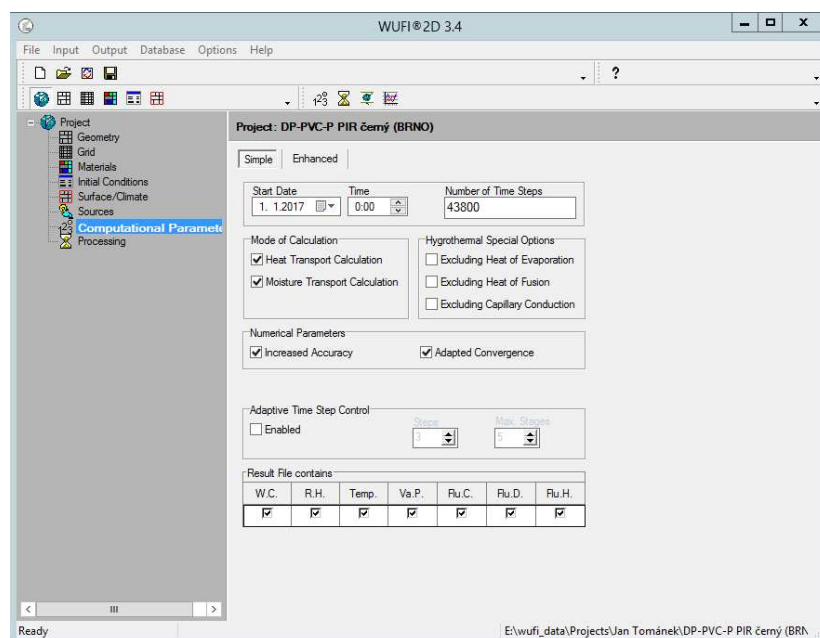 WUFI®2D 3.4
File Input Output Database Options Help
?
Project
Geometry
Grid
Materials
Initial Conditions
Surface/Climate
Sources
Computational Paramete
Processing
Project: DP-PVC-P PIR černý (BRNO)
Simple Enhanced
Start Date Time Number of Time Steps
1. 1.2017 0:00 43800
Mode of Calculation Hygrothermal Special Options
Heat Transport Calculation Excluding Heat of Evaporation
Moisture Transport Calculation Excluding Heat of Fusion
Excluding Capillary Conduction
Numerical Parameters
Increased Accuracy Adapted Convergence
Adaptive Time Step Control
Enabled Steps Max. Stages
3 5
Result File contains
W.C. R.H. Temp. Va.P. Flu.C. Flu.D. Flu.H.
Ready E:\wufi_data\Projects\Jan Tománek\DP-PVC-P PIR černý (BRN